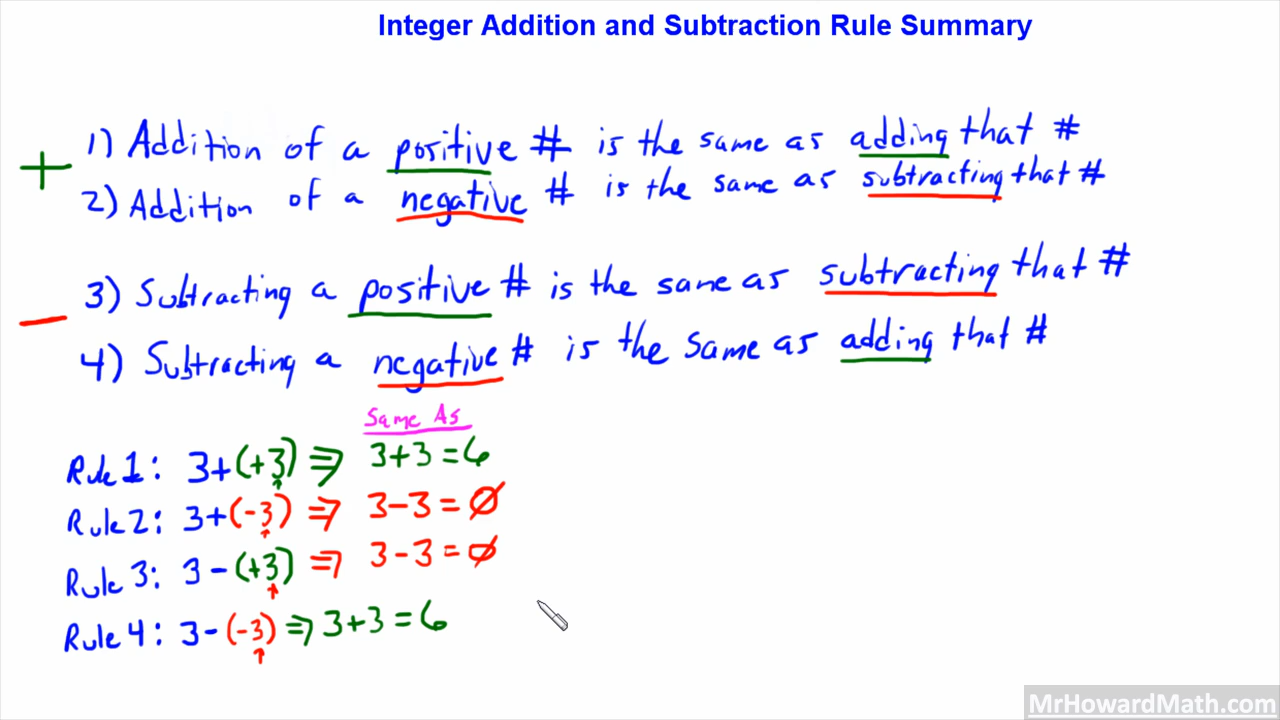 Integer Addition and Subtraction Rule Summary
+
1) Addition of a positive # is the same as adding that #
2) Addition of a negative # is the same as subtracting that #
−
3) Subtracting a positive # is the same as subtracting that #
4) Subtracting a negative # is the same as adding that #
Same As
Rule 1: 3+(+3) ⇒ 3+3=6
Rule 2: 3+(-3) ⇒ 3-3=0
Rule 3: 3-(+3) ⇒ 3-3=0
Rule 4: 3-(-3) ⇒ 3+3=6
MrHowardMath.com